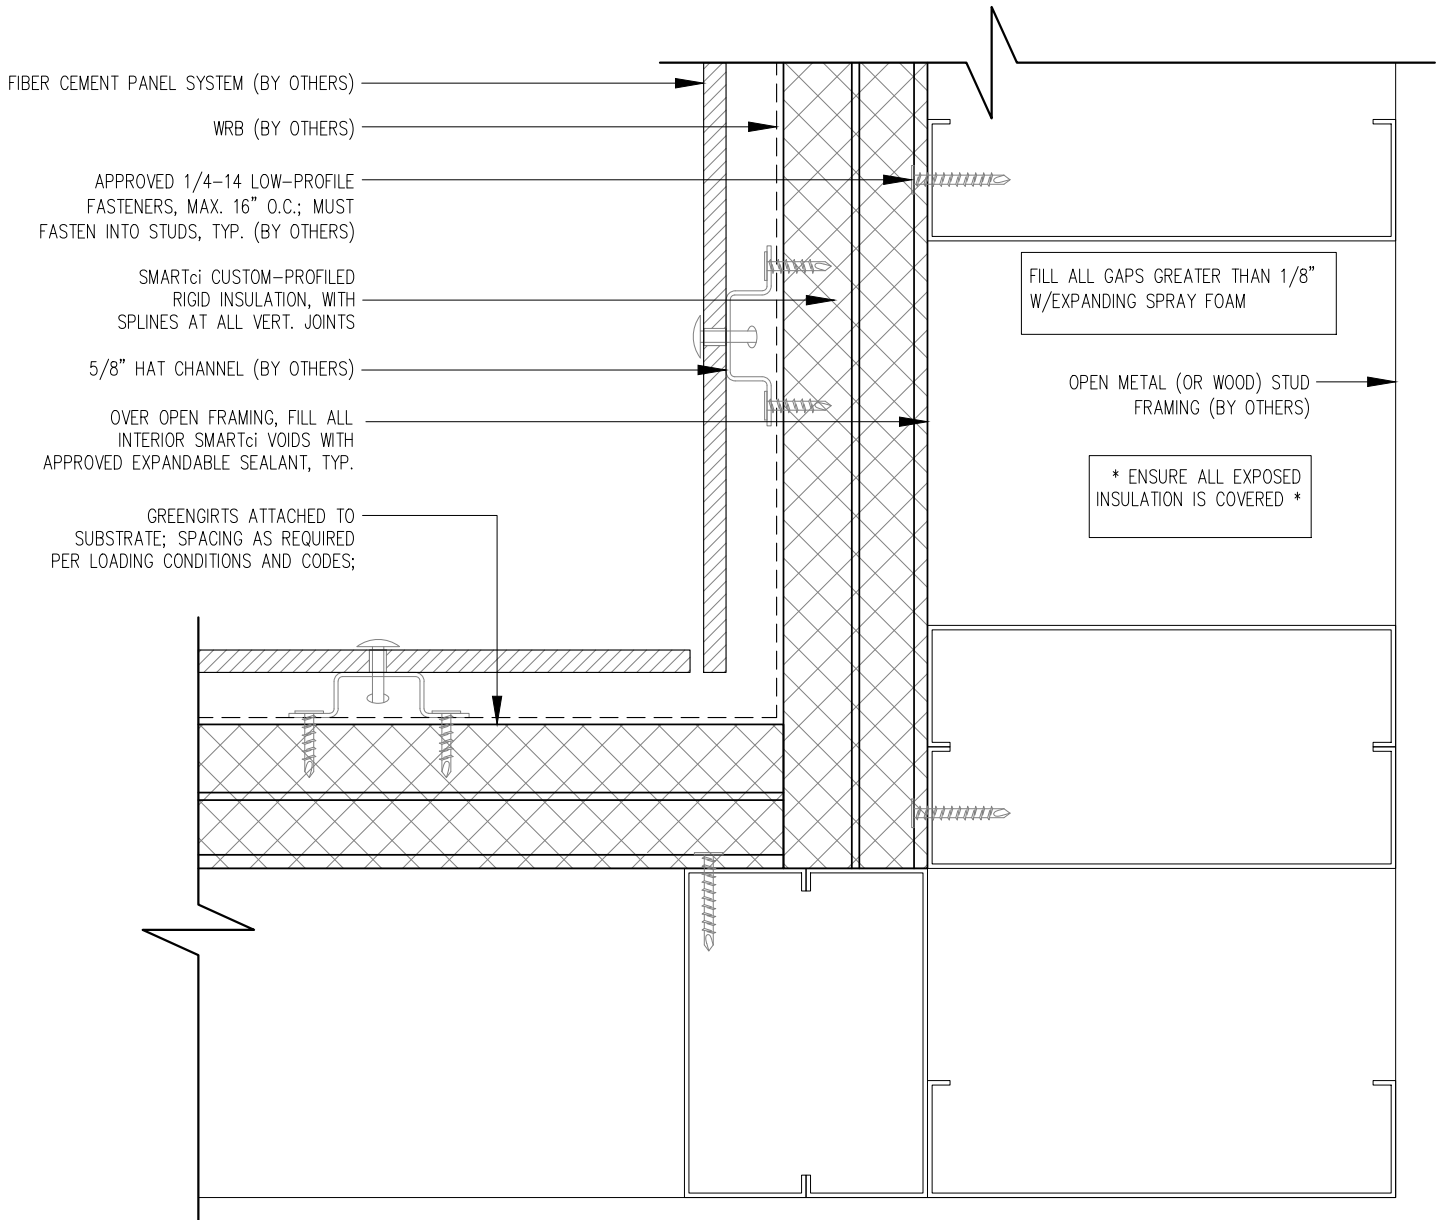 FIBER CEMENT PANEL SYSTEM (BY OTHERS)
WRB (BY OTHERS)
APPROVED 1/4-14 LOW-PROFILE
FASTENERS, MAX. 16" O.C.; MUST
FASTEN INTO STUDS, TYP. (BY OTHERS)
SMARTci CUSTOM-PROFILED
RIGID INSULATION, WITH
SPLINES AT ALL VERT. JOINTS
5/8" HAT CHANNEL (BY OTHERS)
OVER OPEN FRAMING, FILL ALL
INTERIOR SMARTci VOIDS WITH
APPROVED EXPANDABLE SEALANT, TYP.
GREENGIRTS ATTACHED TO
SUBSTRATE; SPACING AS REQUIRED
PER LOADING CONDITIONS AND CODES;
FILL ALL GAPS GREATER THAN 1/8"
W/EXPANDING SPRAY FOAM
OPEN METAL (OR WOOD) STUD
FRAMING (BY OTHERS)
* ENSURE ALL EXPOSED
INSULATION IS COVERED *